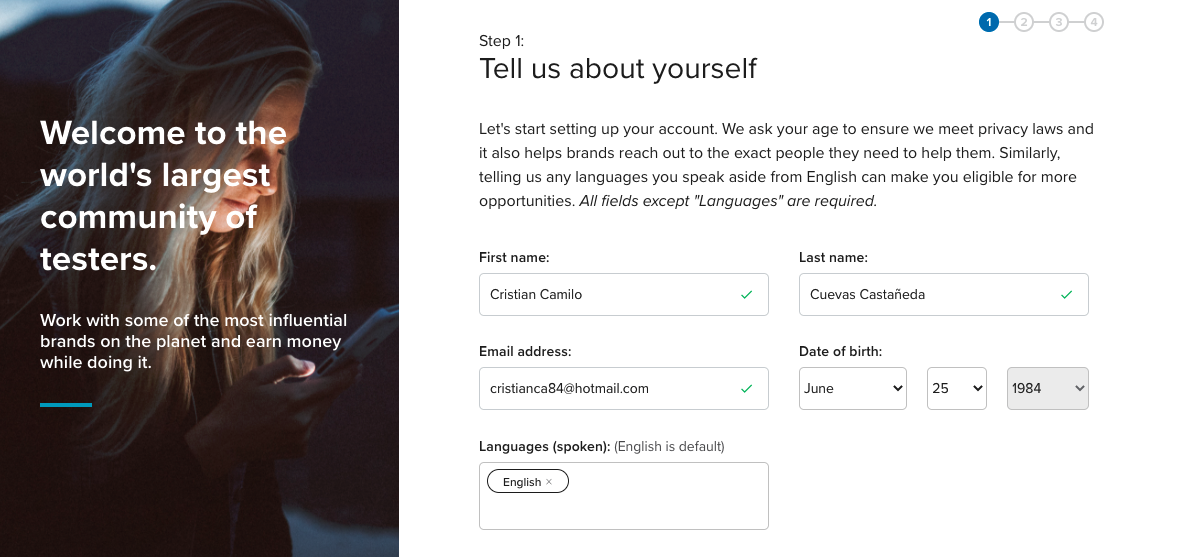 Welcome to the
world's largest
community of
testers.
Work with some of the most influential
brands on the planet and earn money
while doing it.
1 2 3 4
Step 1:
Tell us about yourself
Let's start setting up your account. We ask your age to ensure we meet privacy laws and
it also helps brands reach out to the exact people they need to help them. Similarly,
telling us any languages you speak aside from English can make you eligible for more
opportunities. All fields except "Languages" are required.
First name: Last name:
Cristian Camilo Cuevas Castañeda
Email address: Date of birth:
cristianca84@hotmail.com June 25 1984
Languages (spoken): (English is default)
English ×